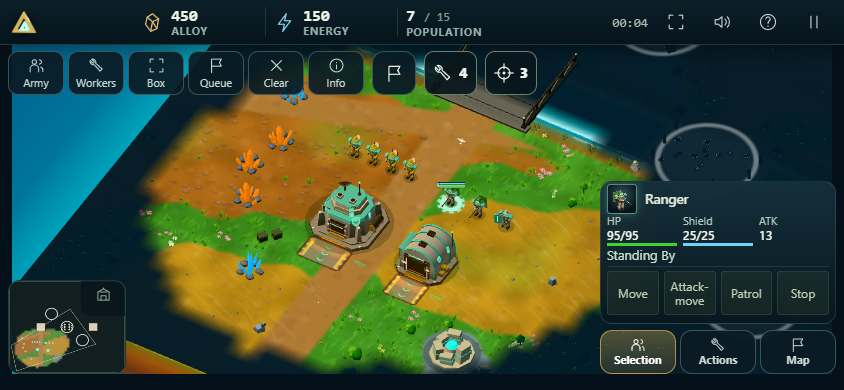 450
ALLOY
150
ENERGY
7 / 15
POPULATION
00:04
Army
Workers
Box
Queue
Clear
Info
4
3
Ranger
HP
Shield
ATK
95/95
25/25
13
Standing By
Move
Attack-
move
Patrol
Stop
Selection
Actions
Map